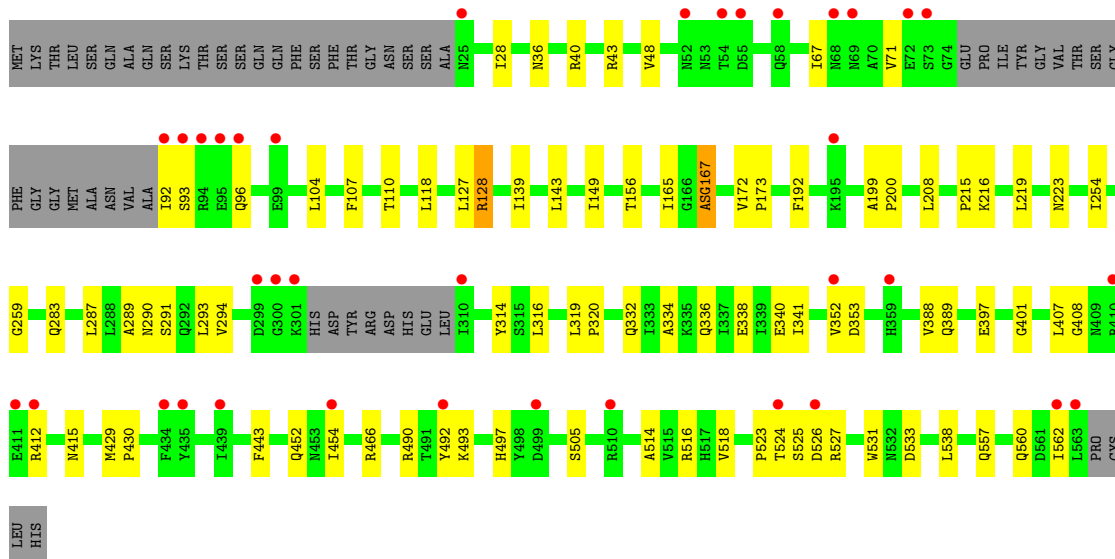 MET LYS THR LEU SER GLN ALA GLN SER LYS THR SER SER GLN GLN PHE SER PHE THR GLY ASN SER SER ALA N25 I28 N36 R40 R43 V48 N52 N53 T54 D55 Q58 I67 N68 N69 A70 V71 E72 S73 G74 GLU PRO ILE TYR GLY VAL THR SER GLY
PHE GLY GLY MET ALA ASN VAL ALA I92 S93 R94 E95 Q96 E99 L104 F107 T110 L118 L127 R128 I139 L143 I149 T156 I165 G166 ASG167 V172 P173 F192 K195 A199 P200 L208 P215 K216 L219 N223 I254
G259 Q283 L287 L288 A289 N290 S291 Q292 L293 V294 D299 G300 K301 HIS ASP TYR ARG ASP HIS GLU LEU I310 Y314 S315 L316 L319 P320 Q332 I333 A334 K335 Q336 I337 E338 I339 E340 I341 V352 D353 H359 V388 Q389 E397 G401 L407 G408 N409 R410
E411 R412 N415 M429 P430 F434 Y435 I439 F443 Q452 N453 I454 R466 R490 T491 Y492 K493 H497 Y498 D499 S505 R510 A514 V515 R516 H517 V518 P523 T524 S525 D526 R527 W531 N532 D533 L538 Q557 Q560 D561 I562 L563 PRO CYS
LEU HIS